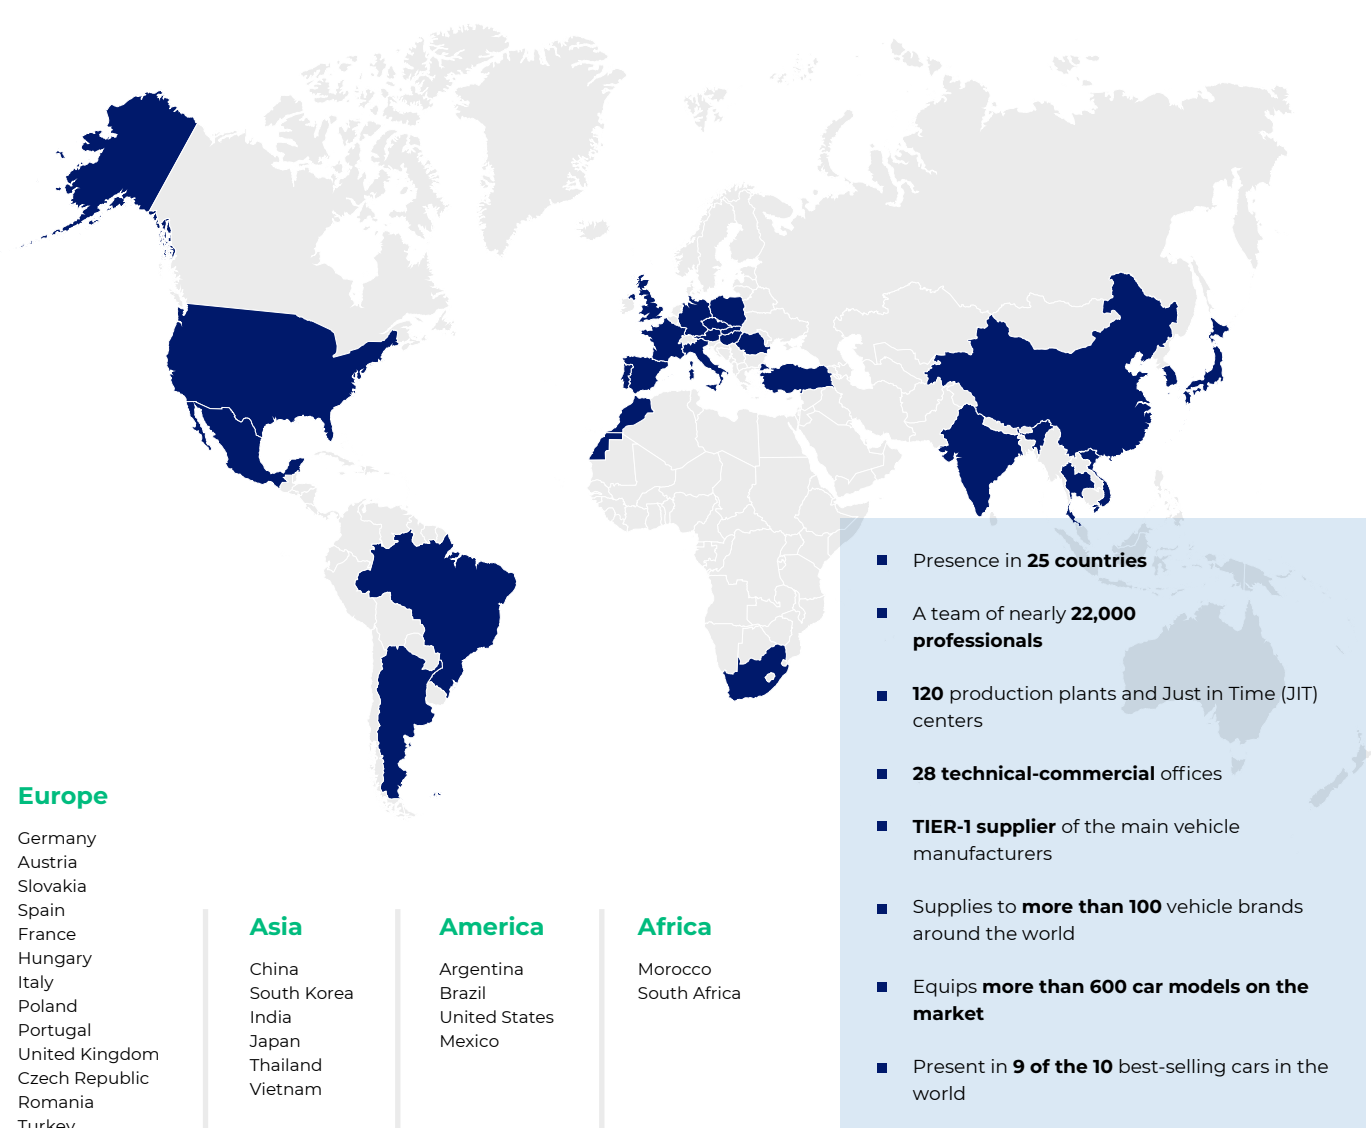 Europe
Germany
Austria
Slovakia
Spain
France
Hungary
Italy
Poland
Portugal
United Kingdom
Czech Republic
Romania
Turkey
Asia
China
South Korea
India
Japan
Thailand
Vietnam
America
Argentina
Brazil
United States
Mexico
Africa
Morocco
South Africa
Presence in 25 countries
A team of nearly 22,000
professionals
120 production plants and Just in Time (JIT)
centers
28 technical-commercial offices
TIER-1 supplier of the main vehicle
manufacturers
Supplies to more than 100 vehicle brands
around the world
Equips more than 600 car models on the
market
Present in 9 of the 10 best-selling cars in the
world